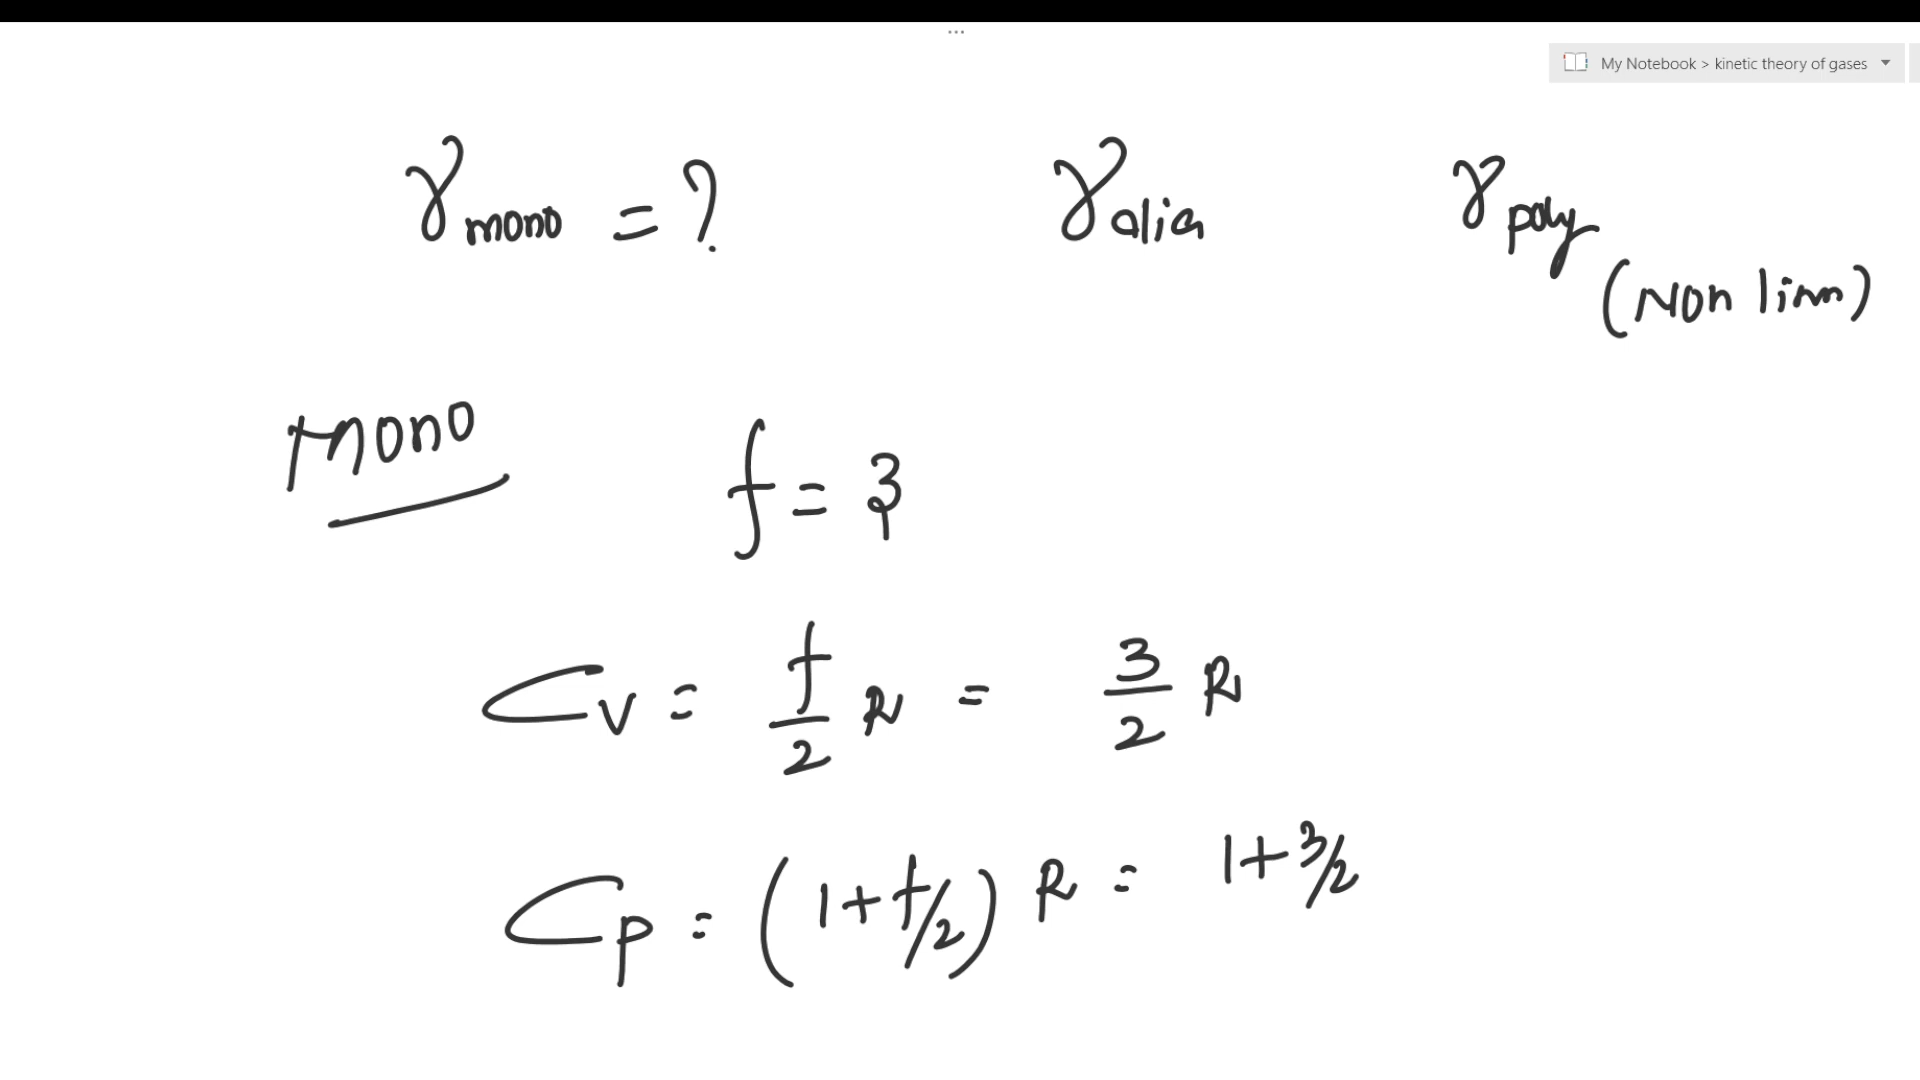 ...
My Notebook > kinetic theory of gases
γmono = ? γdia γpoly
(Non linear)
Mono f = 3
Cv = f/2 R = 3/2 R
Cp = (1 + f/2) R = 1 + 3/2